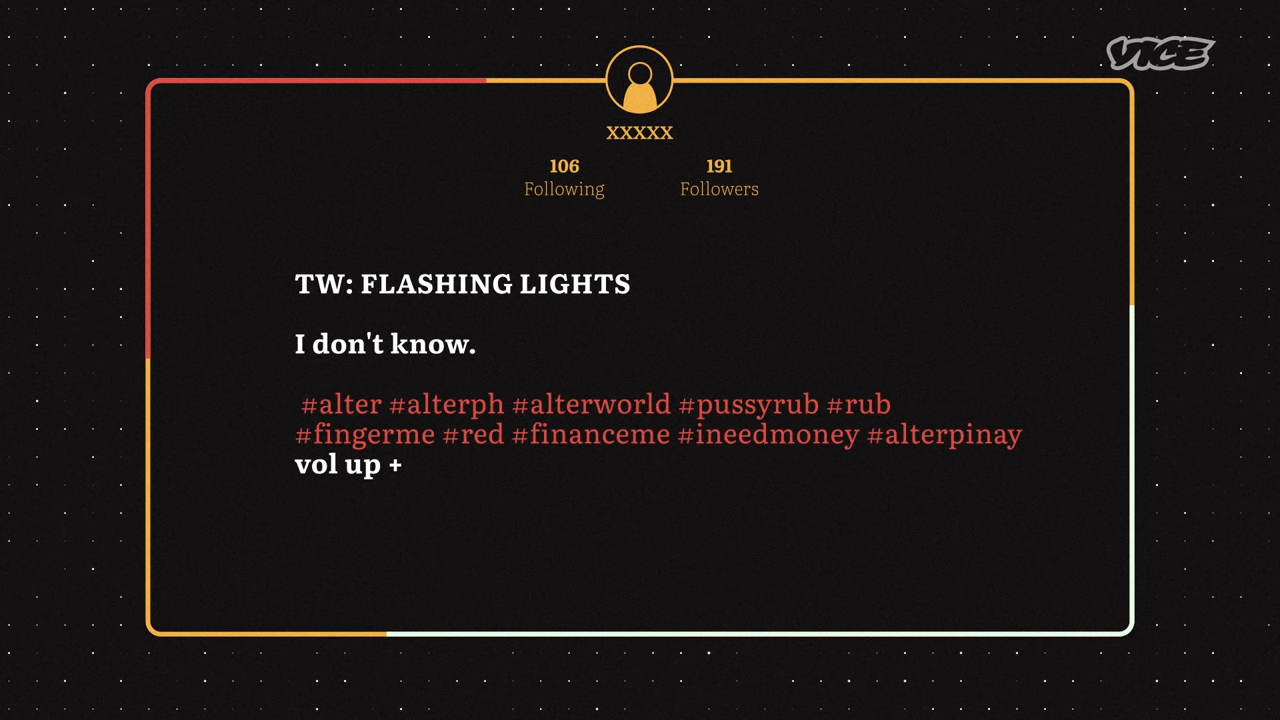 VICE
XXXXX
106 191
Following Followers
TW: FLASHING LIGHTS
I don't know.
#alter #alterph #alterworld #pussyrub #rub
#fingerme #red #financeme #ineedmoney #alterpinay
vol up +